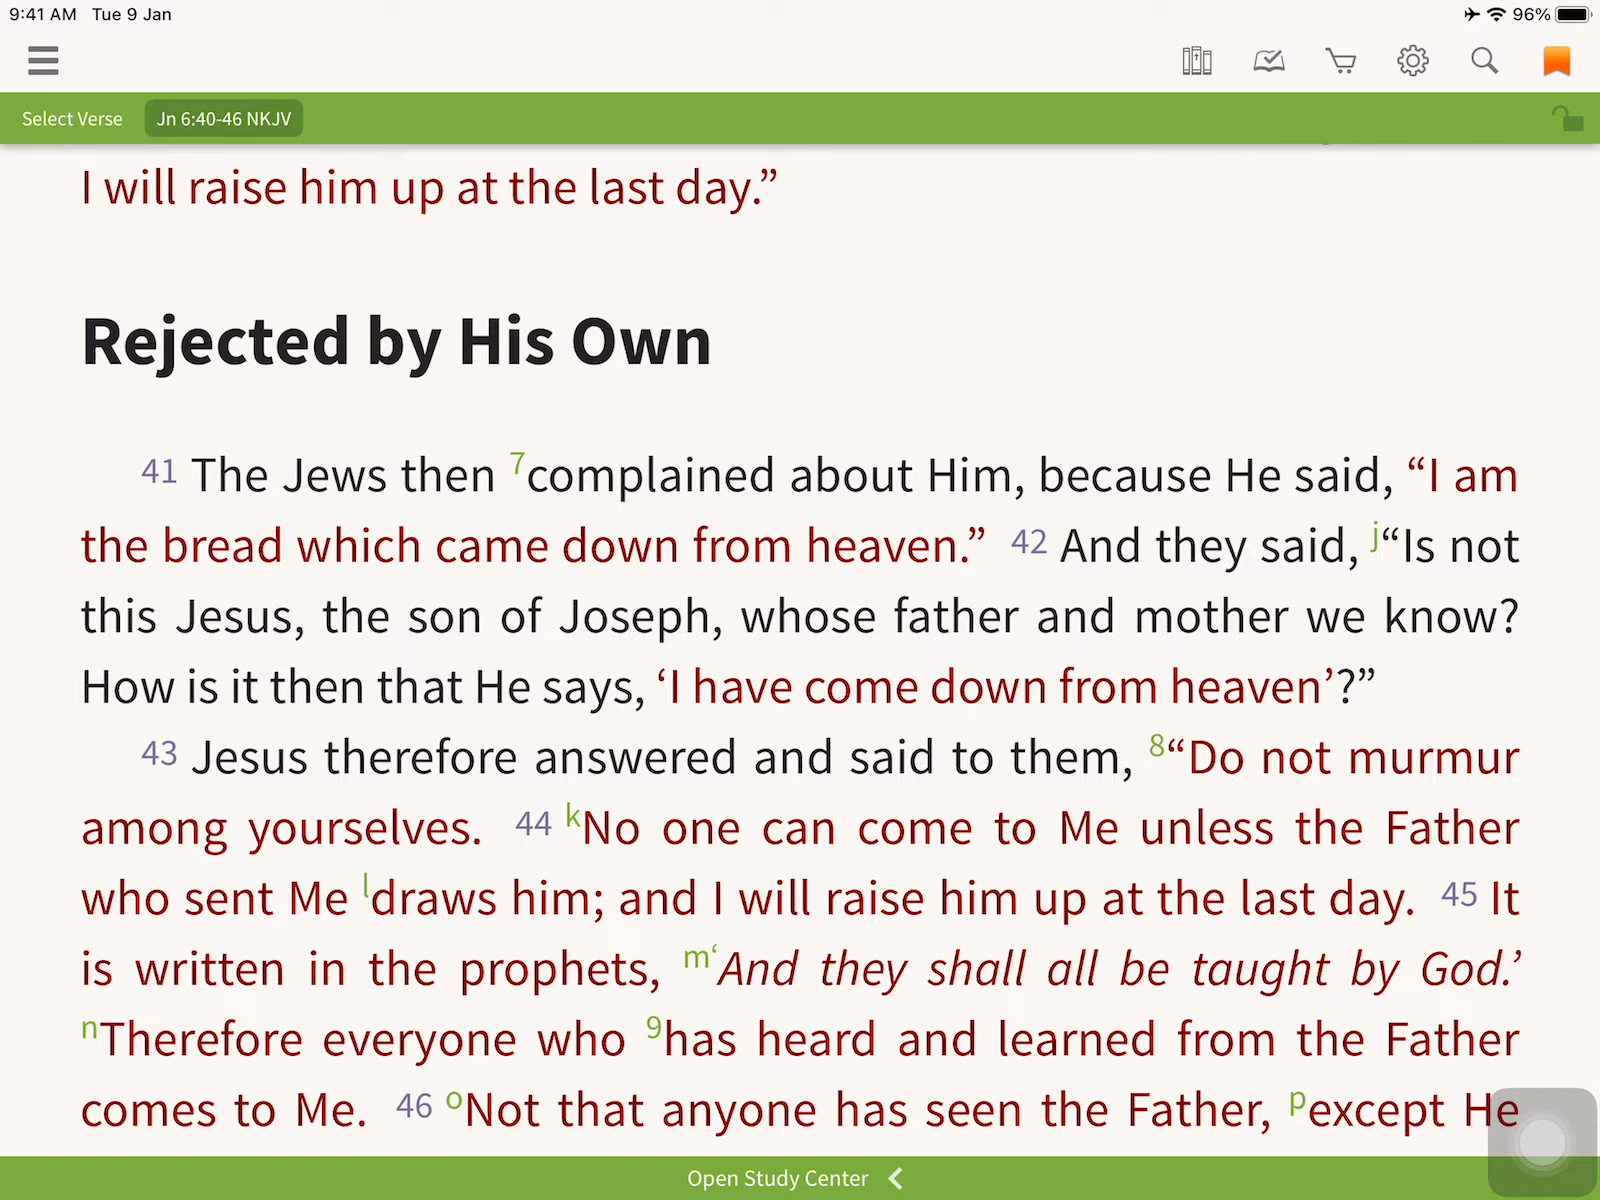 9:41 AM Tue 9 Jan 96%
Select Verse Jn 6:40-46 NKJV
I will raise him up at the last day.”
Rejected by His Own
41 The Jews then 7complained about Him, because He said, “I am
the bread which came down from heaven.” 42 And they said, j“Is not
this Jesus, the son of Joseph, whose father and mother we know?
How is it then that He says, ‘I have come down from heaven’?”
43 Jesus therefore answered and said to them, 8“Do not murmur
among yourselves. 44 kNo one can come to Me unless the Father
who sent Me ldraws him; and I will raise him up at the last day. 45 It
is written in the prophets, m‘And they shall all be taught by God.’
nTherefore everyone who 9has heard and learned from the Father
comes to Me. 46 oNot that anyone has seen the Father, pexcept He
Open Study Center